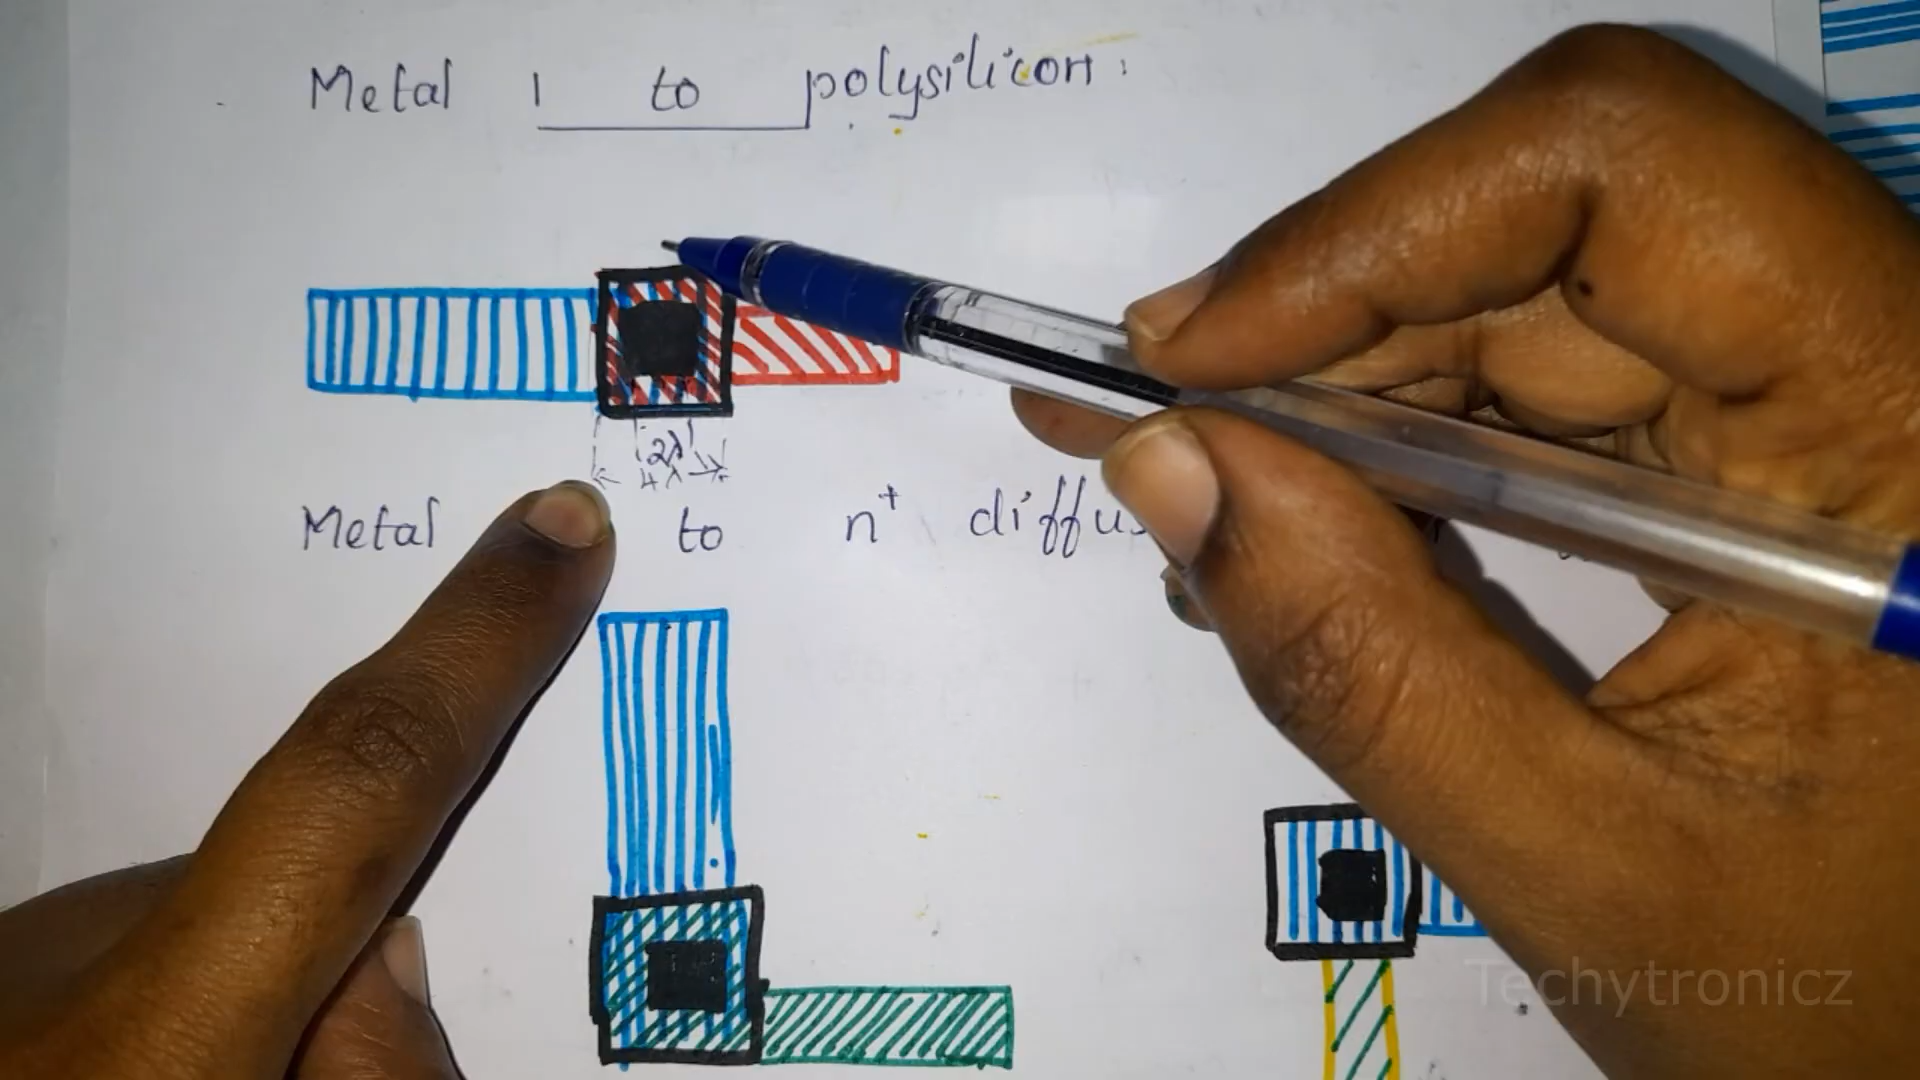 Metal 1 to polysilicon:
2λ
4λ
Metal to n+ diffus
Techytronicz